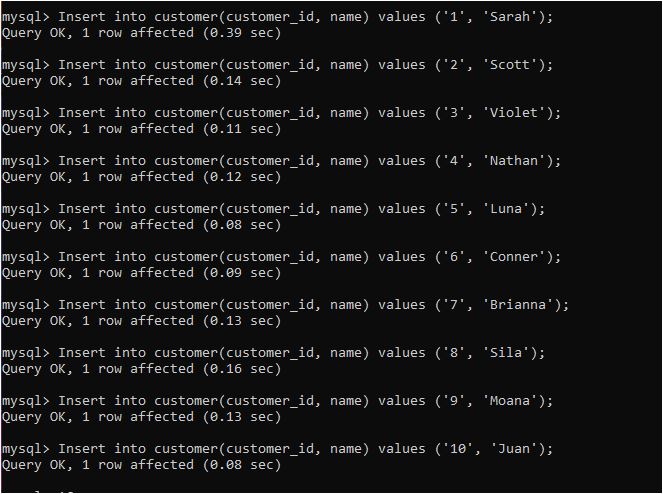 mysql> Insert into customer(customer_id, name) values ('1', 'Sarah');
Query OK, 1 row affected (0.39 sec)
mysql> Insert into customer(customer_id, name) values ('2', 'Scott');
Query OK, 1 row affected (0.14 sec)
mysql> Insert into customer(customer_id, name) values ('3', 'Violet');
Query OK, 1 row affected (0.11 sec)
mysql> Insert into customer(customer_id, name) values ('4', 'Nathan');
Query OK, 1 row affected (0.12 sec)
mysql> Insert into customer(customer_id, name) values ('5', 'Luna');
Query OK, 1 row affected (0.08 sec)
mysql> Insert into customer(customer_id, name) values ('6', 'Conner');
Query OK, 1 row affected (0.09 sec)
mysql> Insert into customer(customer_id, name) values ('7', 'Brianna');
Query OK, 1 row affected (0.13 sec)
mysql> Insert into customer(customer_id, name) values ('8', 'Sila');
Query OK, 1 row affected (0.16 sec)
mysql> Insert into customer(customer_id, name) values ('9', 'Moana');
Query OK, 1 row affected (0.13 sec)
mysql> Insert into customer(customer_id, name) values ('10', 'Juan');
Query OK, 1 row affected (0.08 sec)